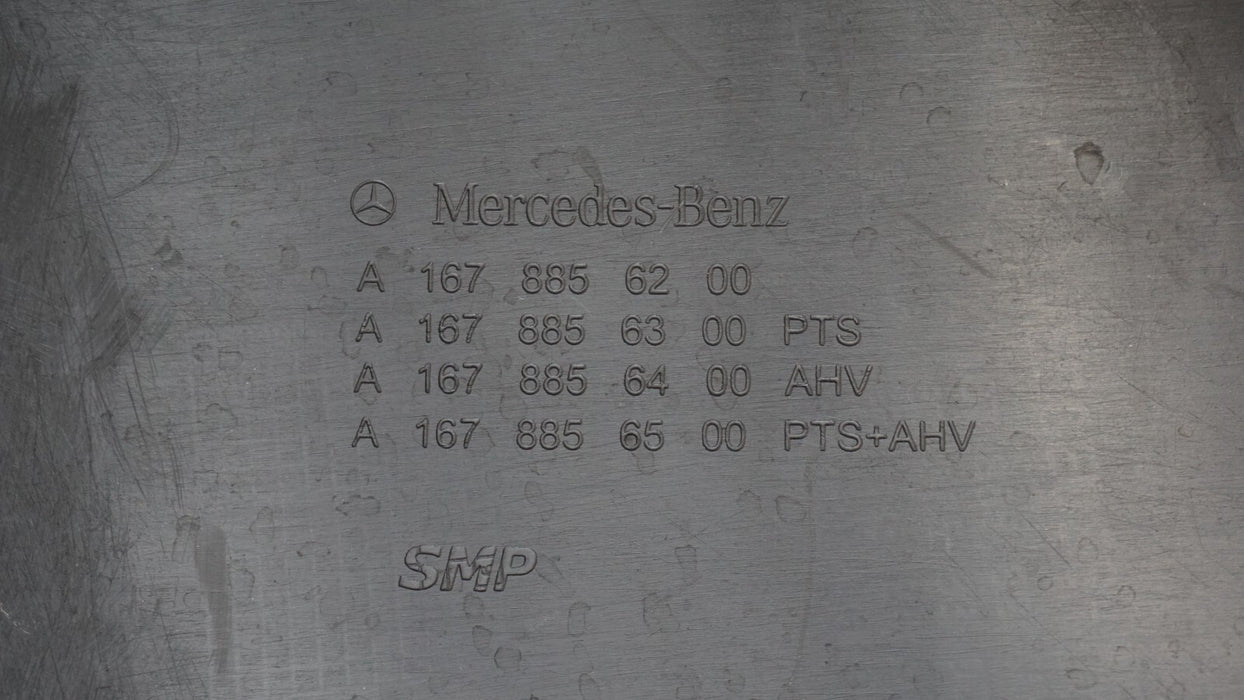 Mercedes-Benz
A 167 885 62 00
A 167 885 63 00 PTS
A 167 885 64 00 AHV
A 167 885 65 00 PTS+AHV
SMP